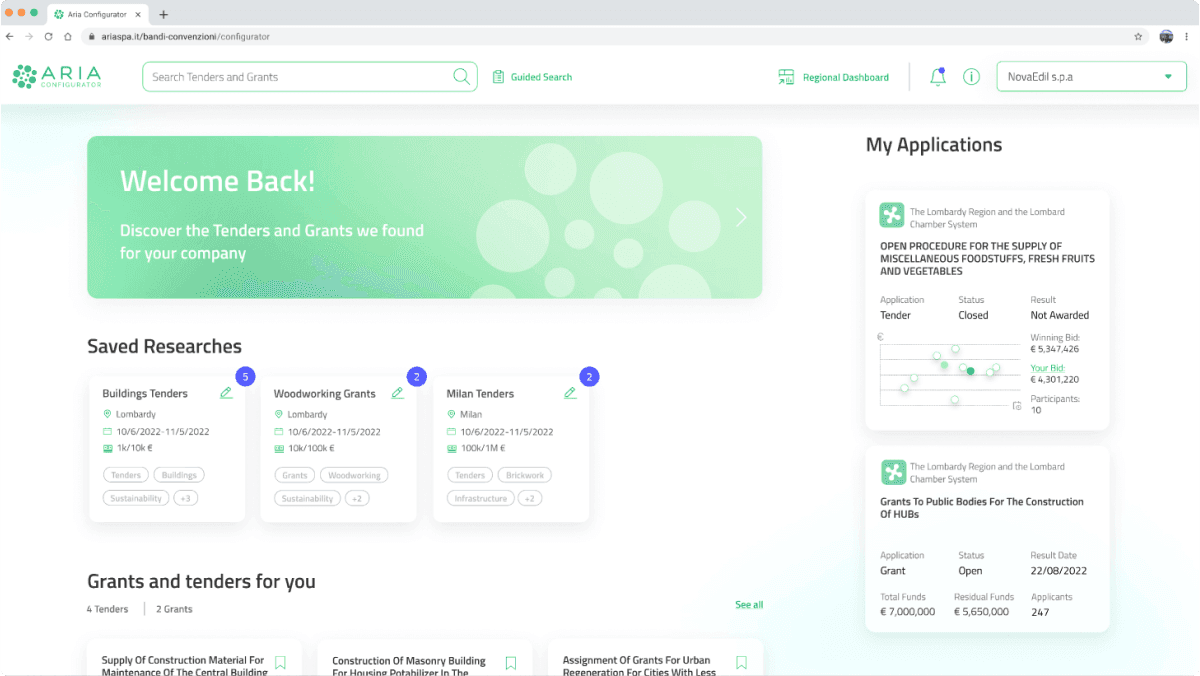 Aria Configurator
ariaspa.it/bandi-convenzioni/configurator
ARIA
CONFIGURATOR
Search Tenders and Grants
Guided Search
Regional Dashboard
NovaEdil s.p.a
Welcome Back!
Discover the Tenders and Grants we found
for your company
Saved Researches
5
Buildings Tenders
Lombardy
10/6/2022-11/5/2022
1k/10k €
Tenders
Buildings
Sustainability
+3
2
Woodworking Grants
Lombardy
10/6/2022-11/5/2022
10k/100k €
Grants
Woodworking
Sustainability
+2
2
Milan Tenders
Milan
10/6/2022-11/5/2022
100k/1M €
Tenders
Brickwork
Infrastructure
+2
Grants and tenders for you
4 Tenders
2 Grants
See all
Supply Of Construction Material For
Maintenance Of The Central Building
Construction Of Masonry Building
For Housing Potabilizer In The
Assignment Of Grants For Urban
Regeneration For Cities With Less
My Applications
The Lombardy Region and the Lombard
Chamber System
OPEN PROCEDURE FOR THE SUPPLY OF
MISCELLANEOUS FOODSTUFFS, FRESH FRUITS
AND VEGETABLES
Application
Status
Result
Tender
Closed
Not Awarded
€
Winning Bid:
€ 5,347,426
Your Bid:
€ 4,301,220
Participants:
10
The Lombardy Region and the Lombard
Chamber System
Grants To Public Bodies For The Construction
Of HUBs
Application
Status
Result Date
Grant
Open
22/08/2022
Total Funds
Residual Funds
Applicants
€ 7,000,000
€ 5,650,000
247